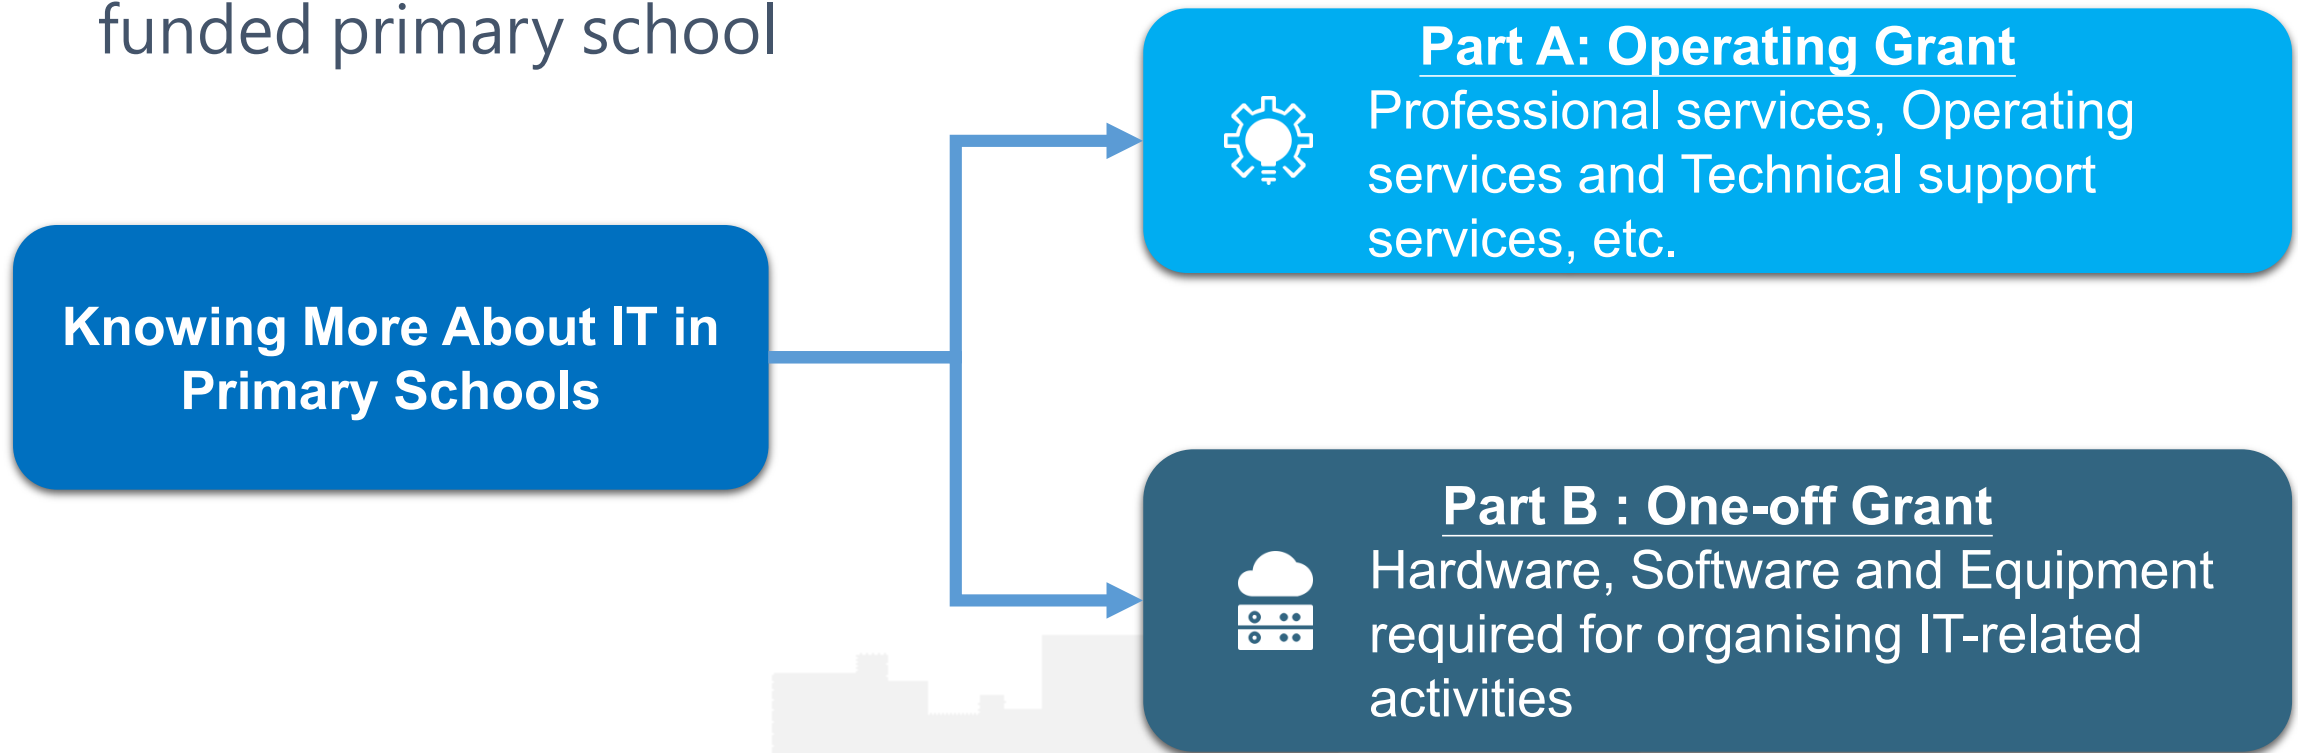 funded primary school
Knowing More About IT in
Primary Schools
Part A: Operating Grant
Professional services, Operating
services and Technical support
services, etc.
Part B : One-off Grant
Hardware, Software and Equipment
required for organising IT-related
activities